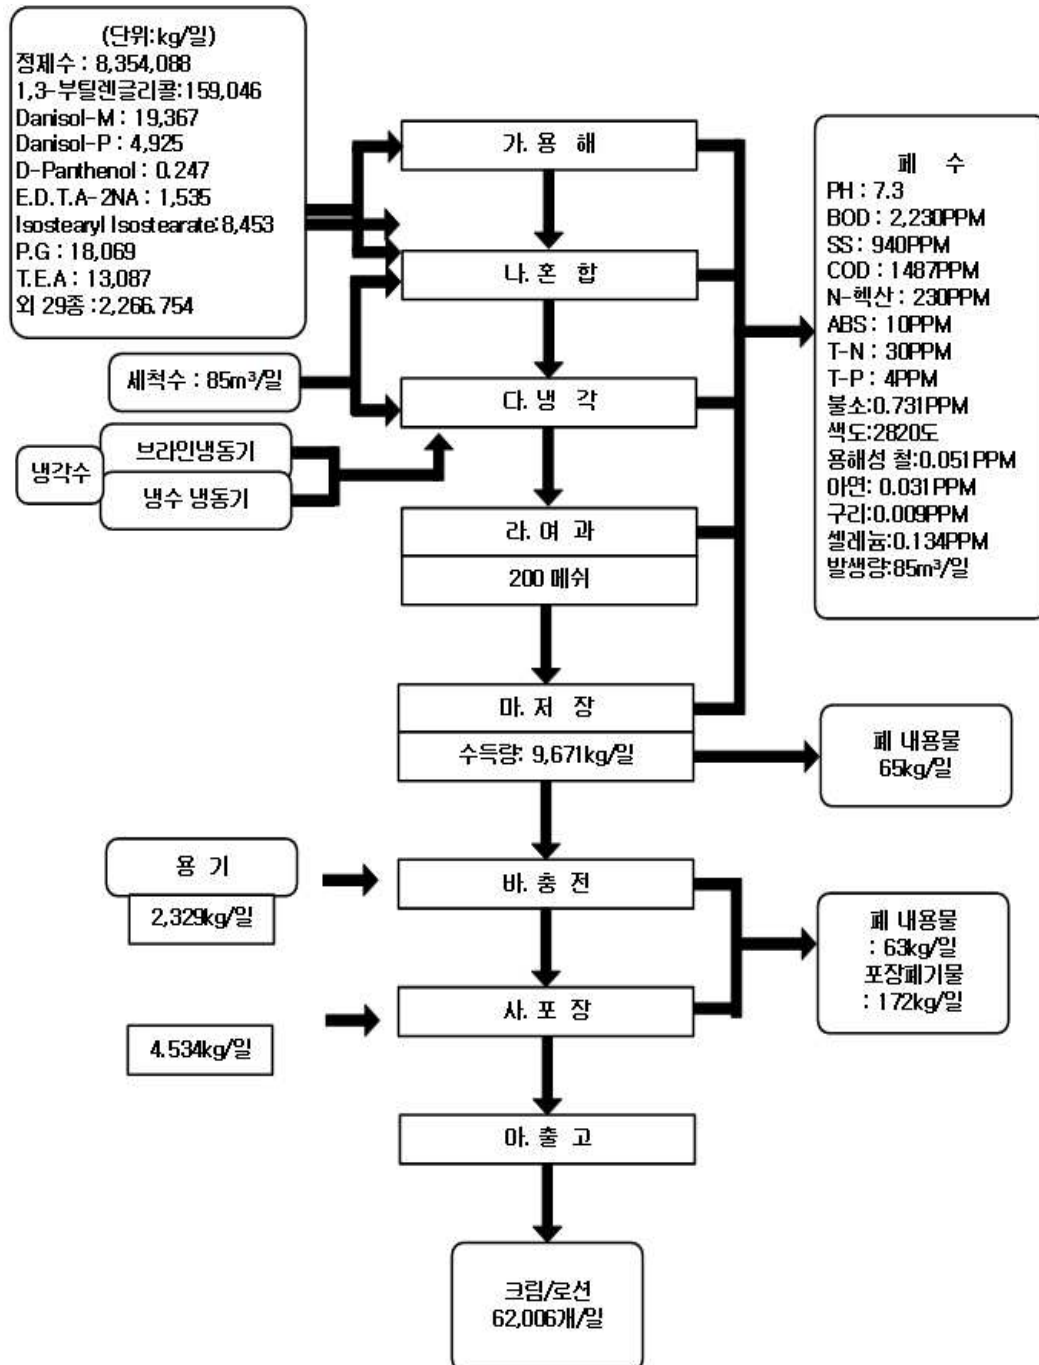 (단위:kg/일)
정제수 : 8,354,088
1,3-부틸렌글리콜:159,046
Danisol-M : 19,367
Danisol-P : 4,925
D-Panthenol : 0.247
E.D.T.A-2NA : 1,535
Isostearyl Isostearate:8,453
P.G : 18,069
T.E.A : 13,087
외 29종 :2,266.754
세척수 : 85m³/일
냉각수
브라인냉동기
냉수 냉동기
가. 용 해
나. 혼 합
다. 냉 각
라. 여 과
200 메쉬
마. 저 장
수득량: 9,671kg/일
폐 수
PH : 7.3
BOD : 2,230PPM
SS : 940PPM
COD : 1487PPM
N-헥산 : 230PPM
ABS : 10PPM
T-N : 30PPM
T-P : 4PPM
불소:0.731PPM
색도:2820도
용해성 철:0.051PPM
아연: 0.031PPM
구리:0.009PPM
셀레늄:0.134PPM
발생량:85m³/일
폐 내용물
65kg/일
용 기
2,329kg/일
바. 충 전
4.534kg/일
사. 포 장
폐 내용물
: 63kg/일
포장폐기물
: 172kg/일
아. 출 고
크림/로션
62,006개/일